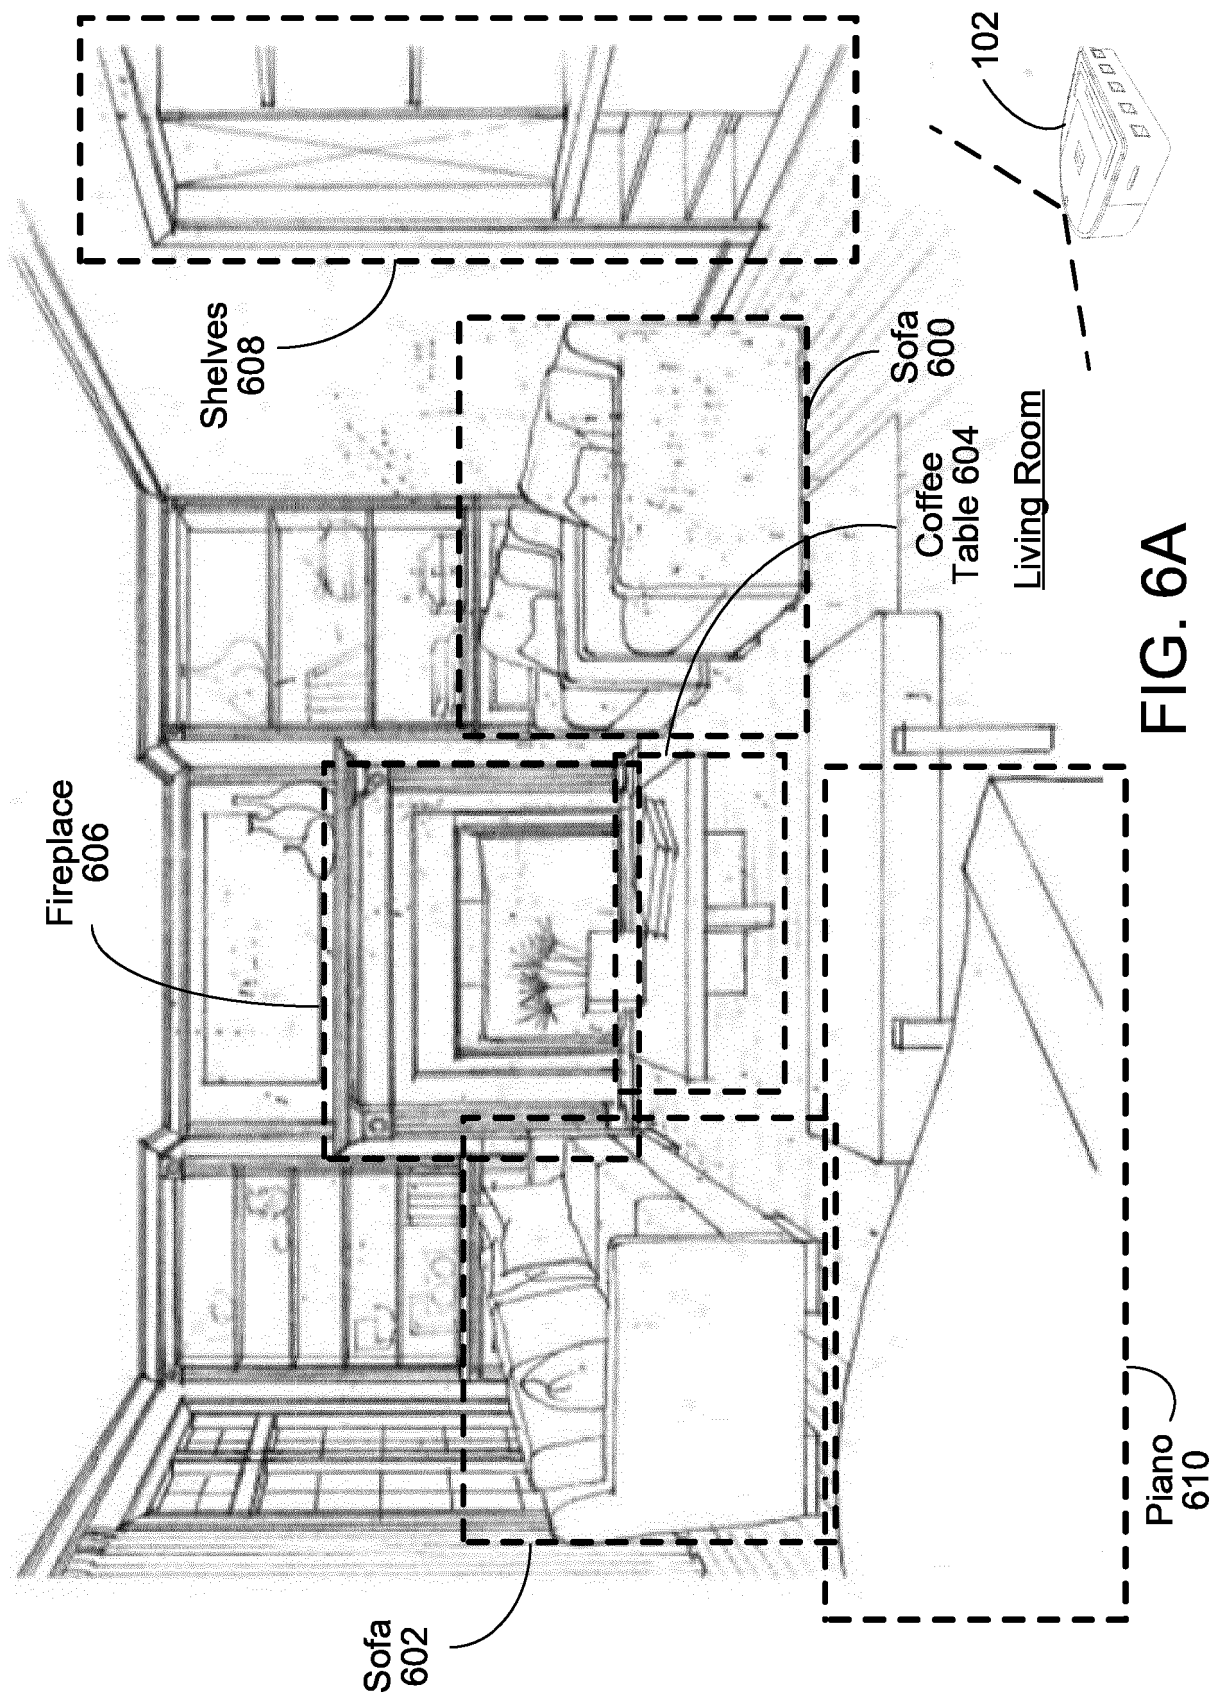 Sofa
602
Fireplace
606
Shelves
608
Piano
610
Coffee
Table 604
Sofa
600
Living Room
102
FIG. 6A